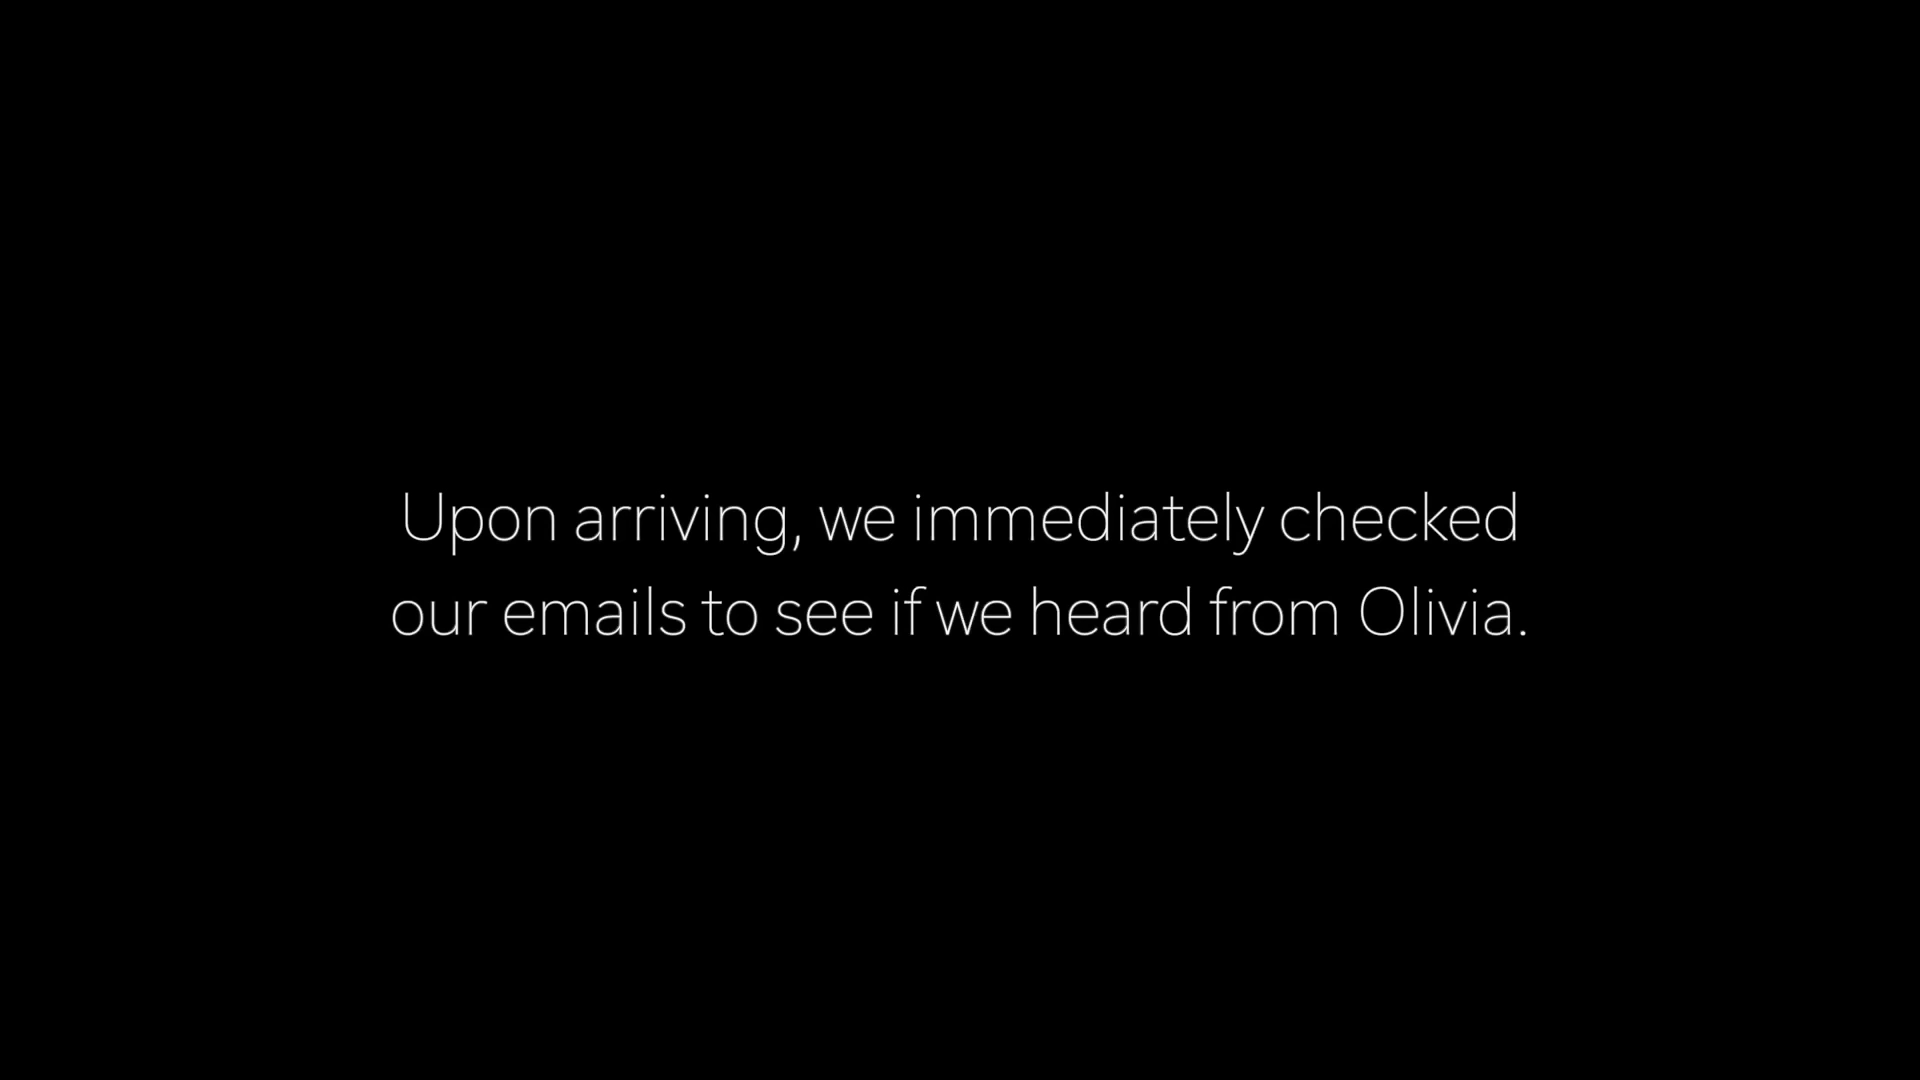 Upon arriving, we immediately checked
our emails to see if we heard from Olivia.